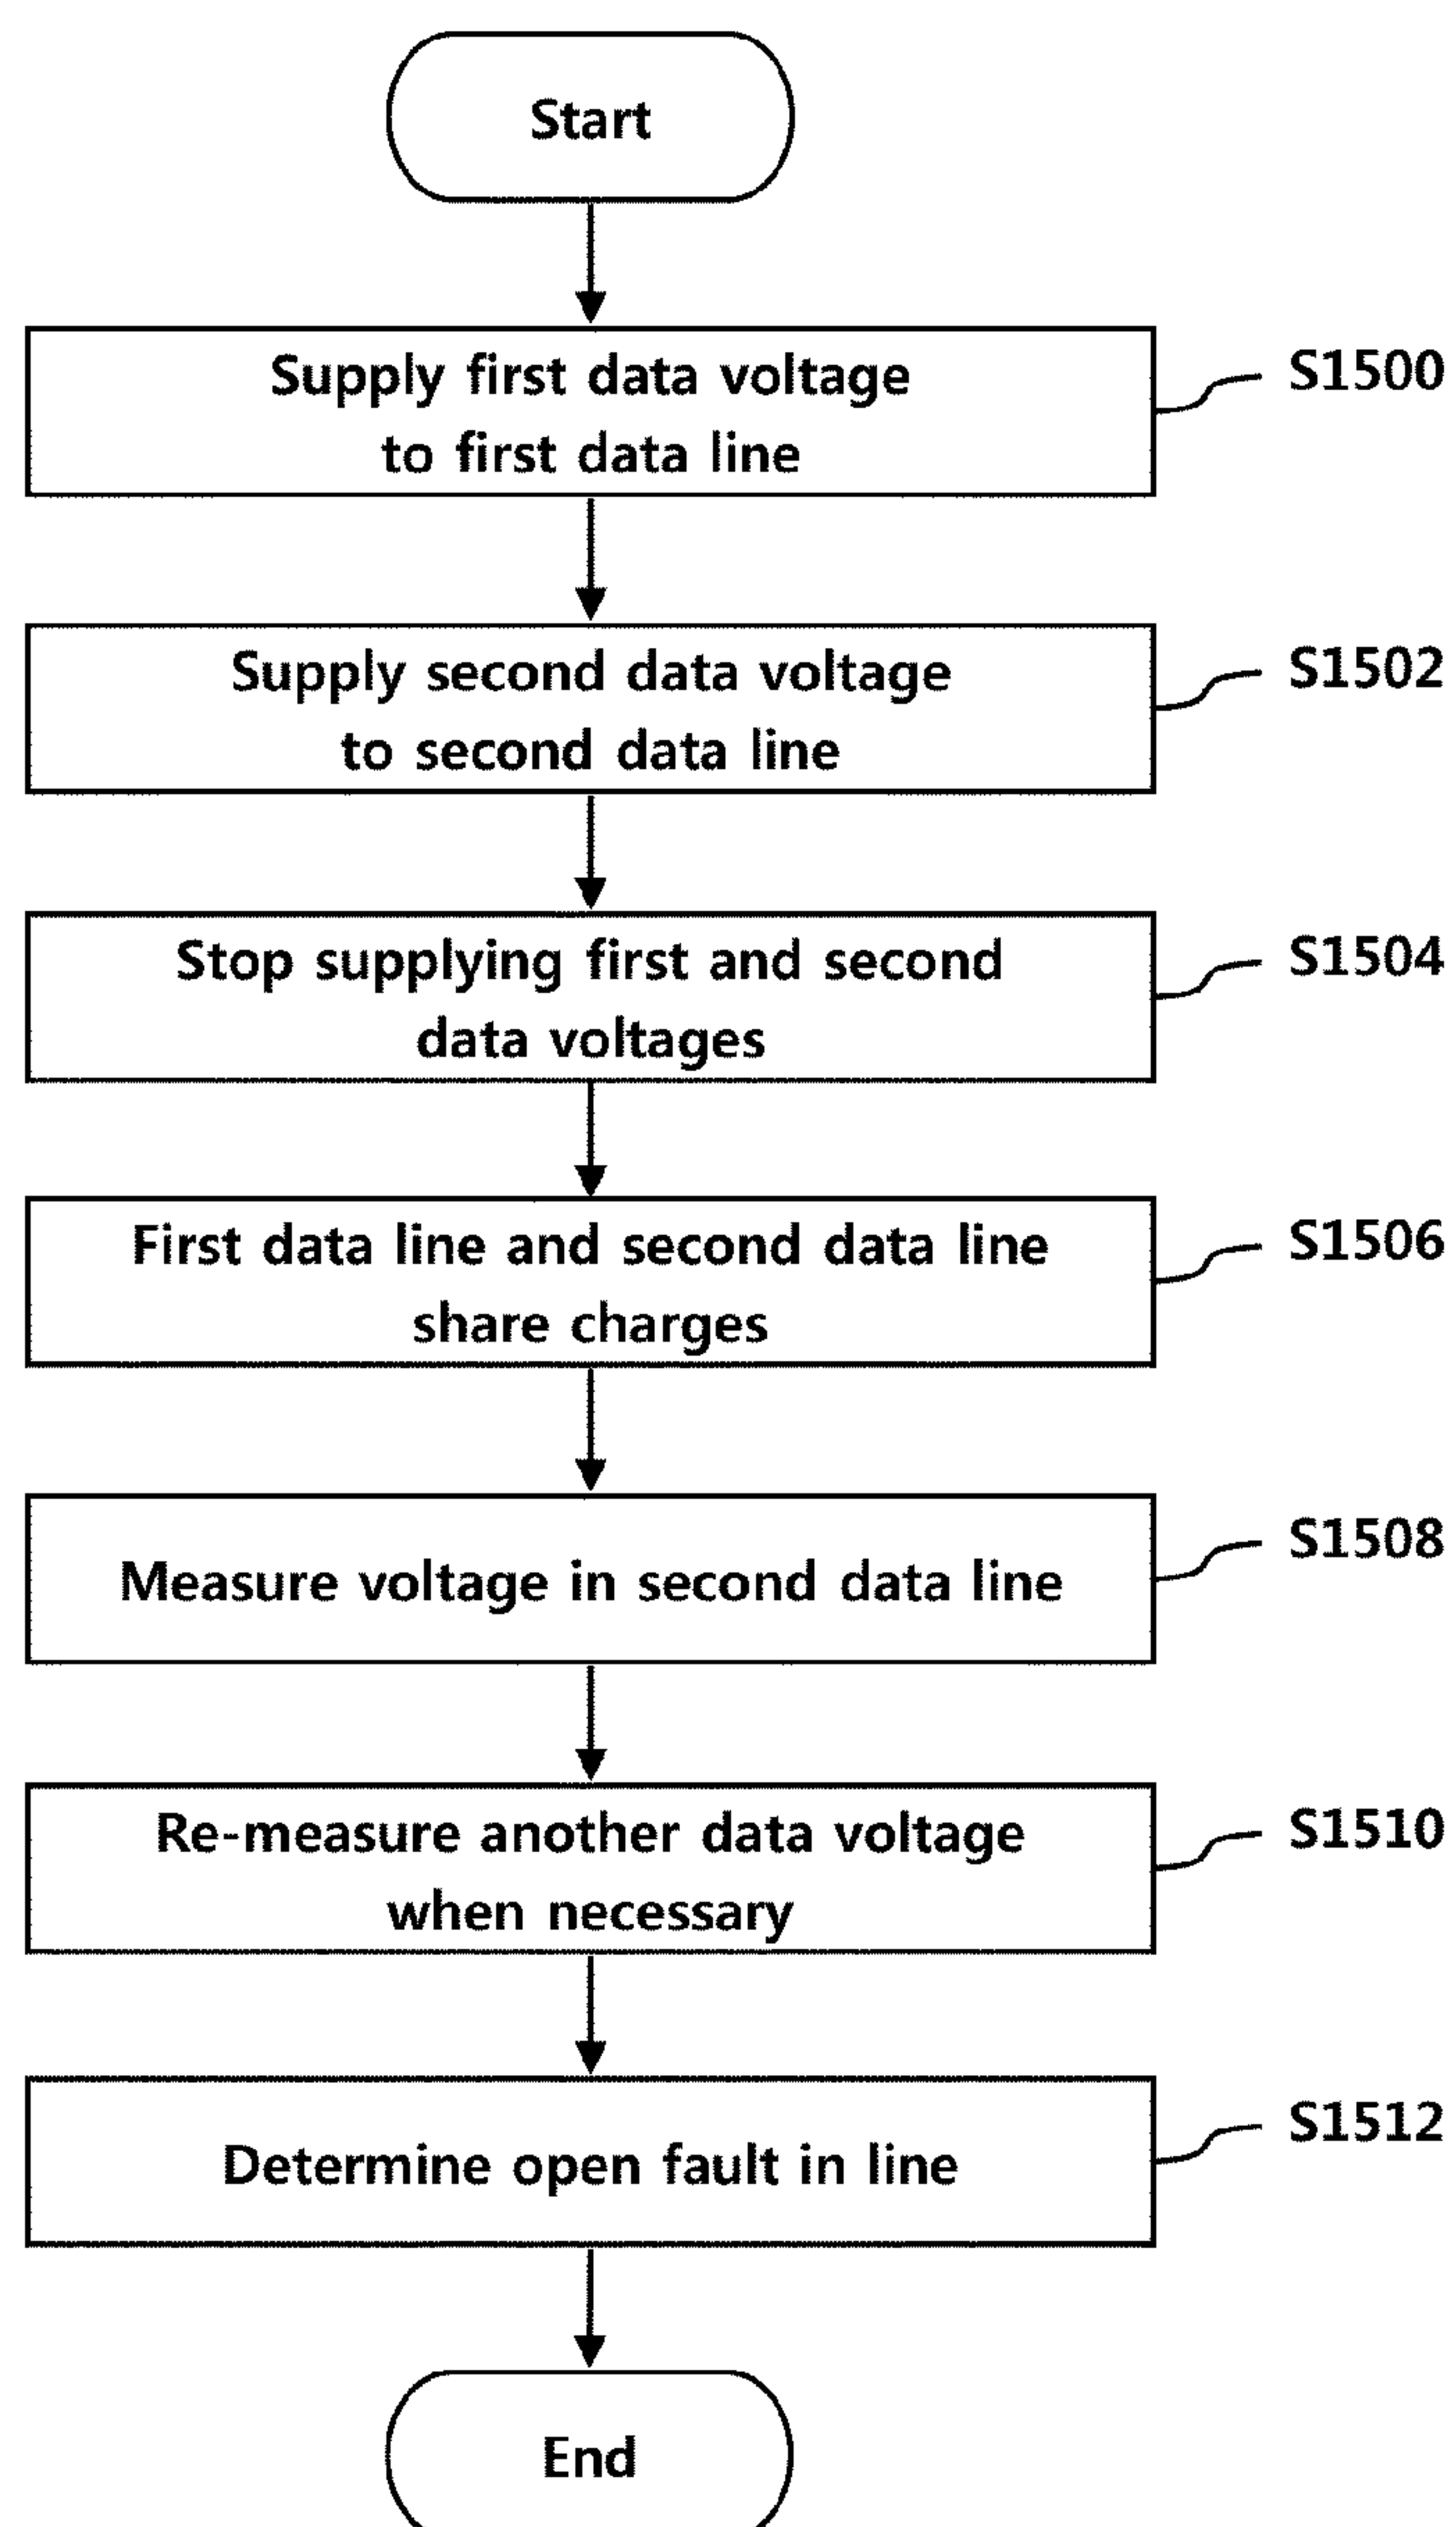 Start
Supply first data voltage
to first data line
S1500
Supply second data voltage
to second data line
S1502
Stop supplying first and second
data voltages
S1504
First data line and second data line
share charges
S1506
Measure voltage in second data line
S1508
Re-measure another data voltage
when necessary
S1510
Determine open fault in line
S1512
End